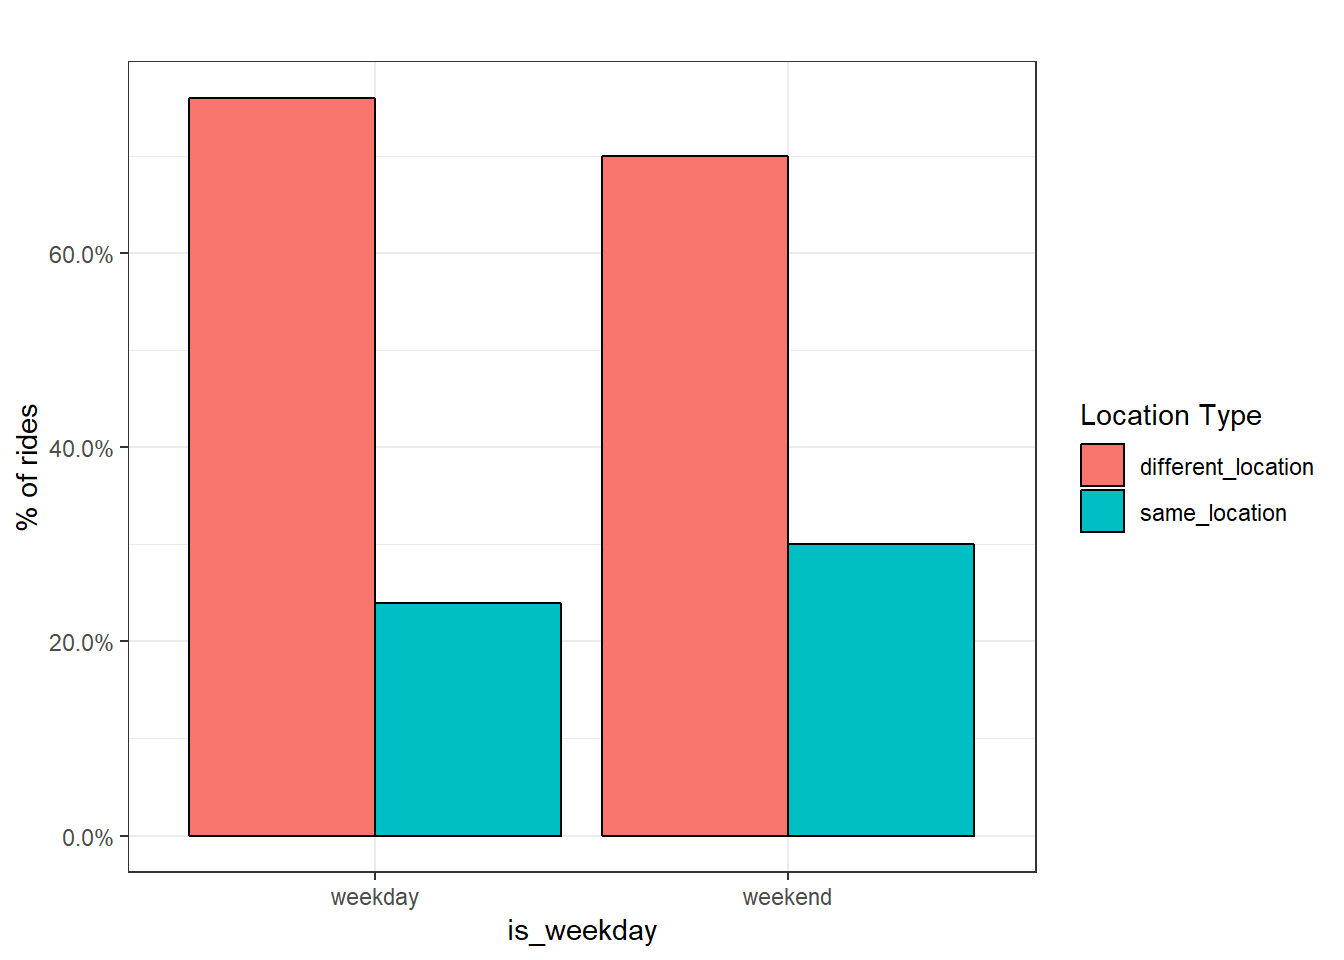 % of rides
60.0%
40.0%
20.0%
0.0%
weekday
weekend
is_weekday
Location Type
different_location
same_location